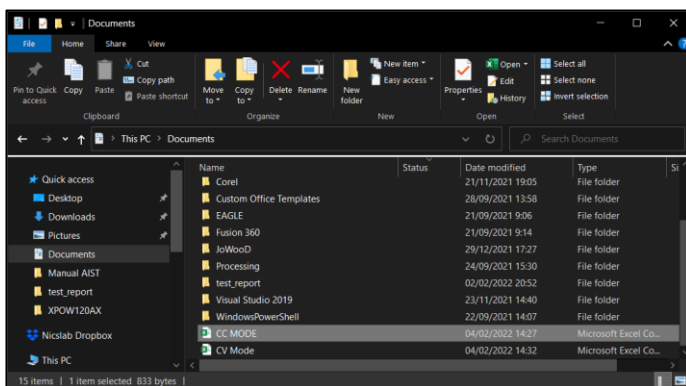 Documents
File Home Share View
Pin to Quick access
Copy
Paste
Cut
Copy path
Paste shortcut
Clipboard
Move to
Copy to
Delete
Rename
Organize
New folder
New item
Easy access
New
Properties
Open
Edit
History
Open
Select all
Select none
Invert selection
Select
This PC > Documents
Search Documents
Quick access
Desktop
Downloads
Pictures
Documents
Manual AIST
test_report
XPOW120AX
Nicslab Dropbox
This PC
Name Status Date modified Type Si
Corel 21/11/2021 19:05 File folder
Custom Office Templates 28/09/2021 13:58 File folder
EAGLE 21/09/2021 9:06 File folder
Fusion 360 21/09/2021 9:14 File folder
JoWooD 29/12/2021 17:27 File folder
Processing 24/09/2021 15:30 File folder
test_report 02/02/2022 20:52 File folder
Visual Studio 2019 23/11/2021 14:40 File folder
WindowsPowerShell 22/09/2021 14:07 File folder
CC MODE 04/02/2022 14:27 Microsoft Excel Co...
CV Mode 04/02/2022 14:32 Microsoft Excel Co...
15 items 1 item selected 833 bytes